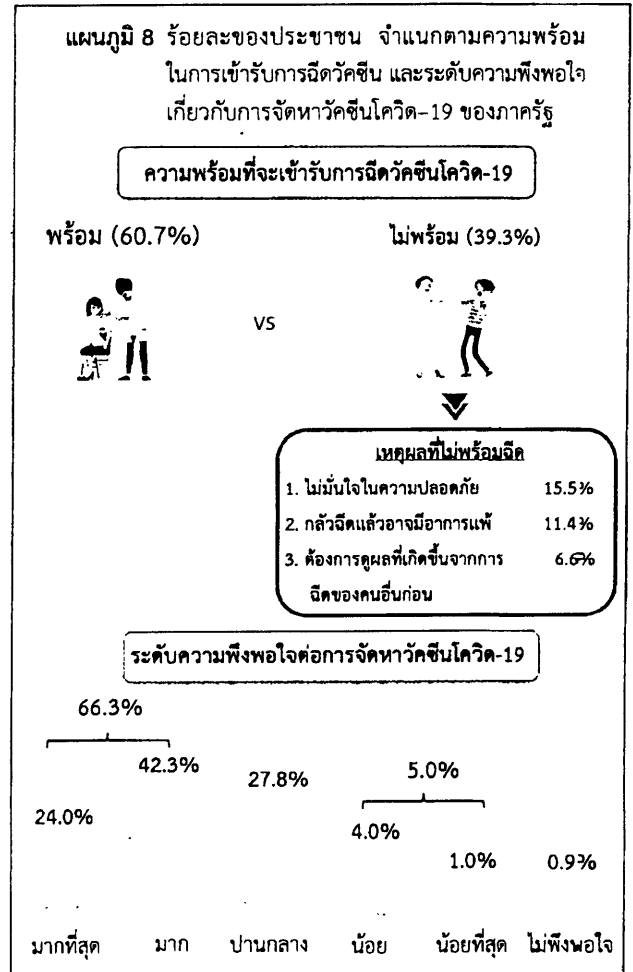 แผนภูมิ 8 ร้อยละของประชาชน จำแนกตามความพร้อม
ในการเข้ารับการฉีดวัคซีน และระดับความพึงพอใจ
เกี่ยวกับการจัดหาวัคซีนโควิด-19 ของภาครัฐ
ความพร้อมที่จะเข้ารับการฉีดวัคซีนโควิด-19
พร้อม (60.7%) ไม่พร้อม (39.3%)
VS
เหตุผลที่ไม่พร้อมฉีด
1. ไม่มั่นใจในความปลอดภัย 15.5%
2. กลัวฉีดแล้วอาจมีอาการแพ้ 11.4%
3. ต้องการดูผลที่เกิดขึ้นจากการ 6.6%
ฉีดของคนอื่นก่อน
ระดับความพึงพอใจต่อการจัดหาวัคซีนโควิด-19
66.3%
42.3% 27.8% 5.0%
24.0% 4.0%
1.0% 0.9%
มากที่สุด มาก ปานกลาง น้อย น้อยที่สุด ไม่พึงพอใจ